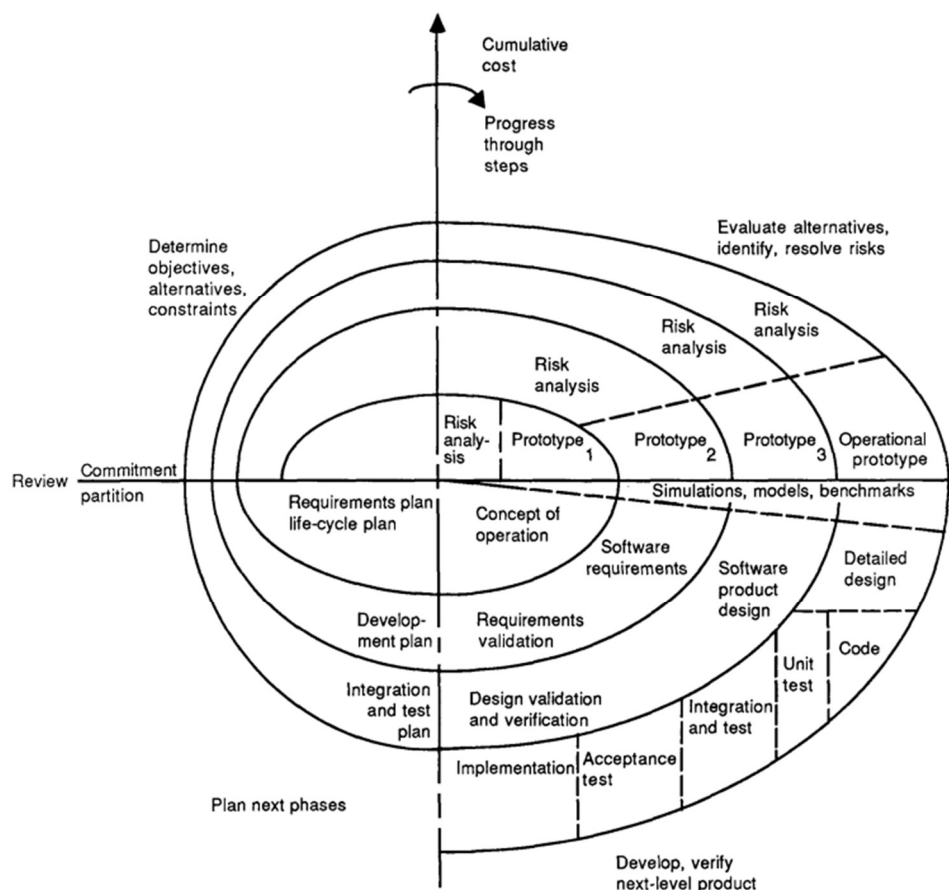 Cumulative
cost
Progress
through
steps
Evaluate alternatives,
identify, resolve risks
Determine
objectives,
alternatives,
constraints
Risk
analysis
Risk
analysis
Risk
analysis
Risk
analy-
sis
Prototype 1
Prototype 2
Prototype 3
Operational
prototype
Review
Commitment
partition
Simulations, models, benchmarks
Requirements plan
life-cycle plan
Concept of
operation
Software
requirements
Software
product
design
Detailed
design
Develop-
ment plan
Requirements
validation
Code
Unit
test
Integration
and test
plan
Design validation
and verification
Integration
and test
Acceptance
test
Implementation
Plan next phases
Develop, verify
next-level product